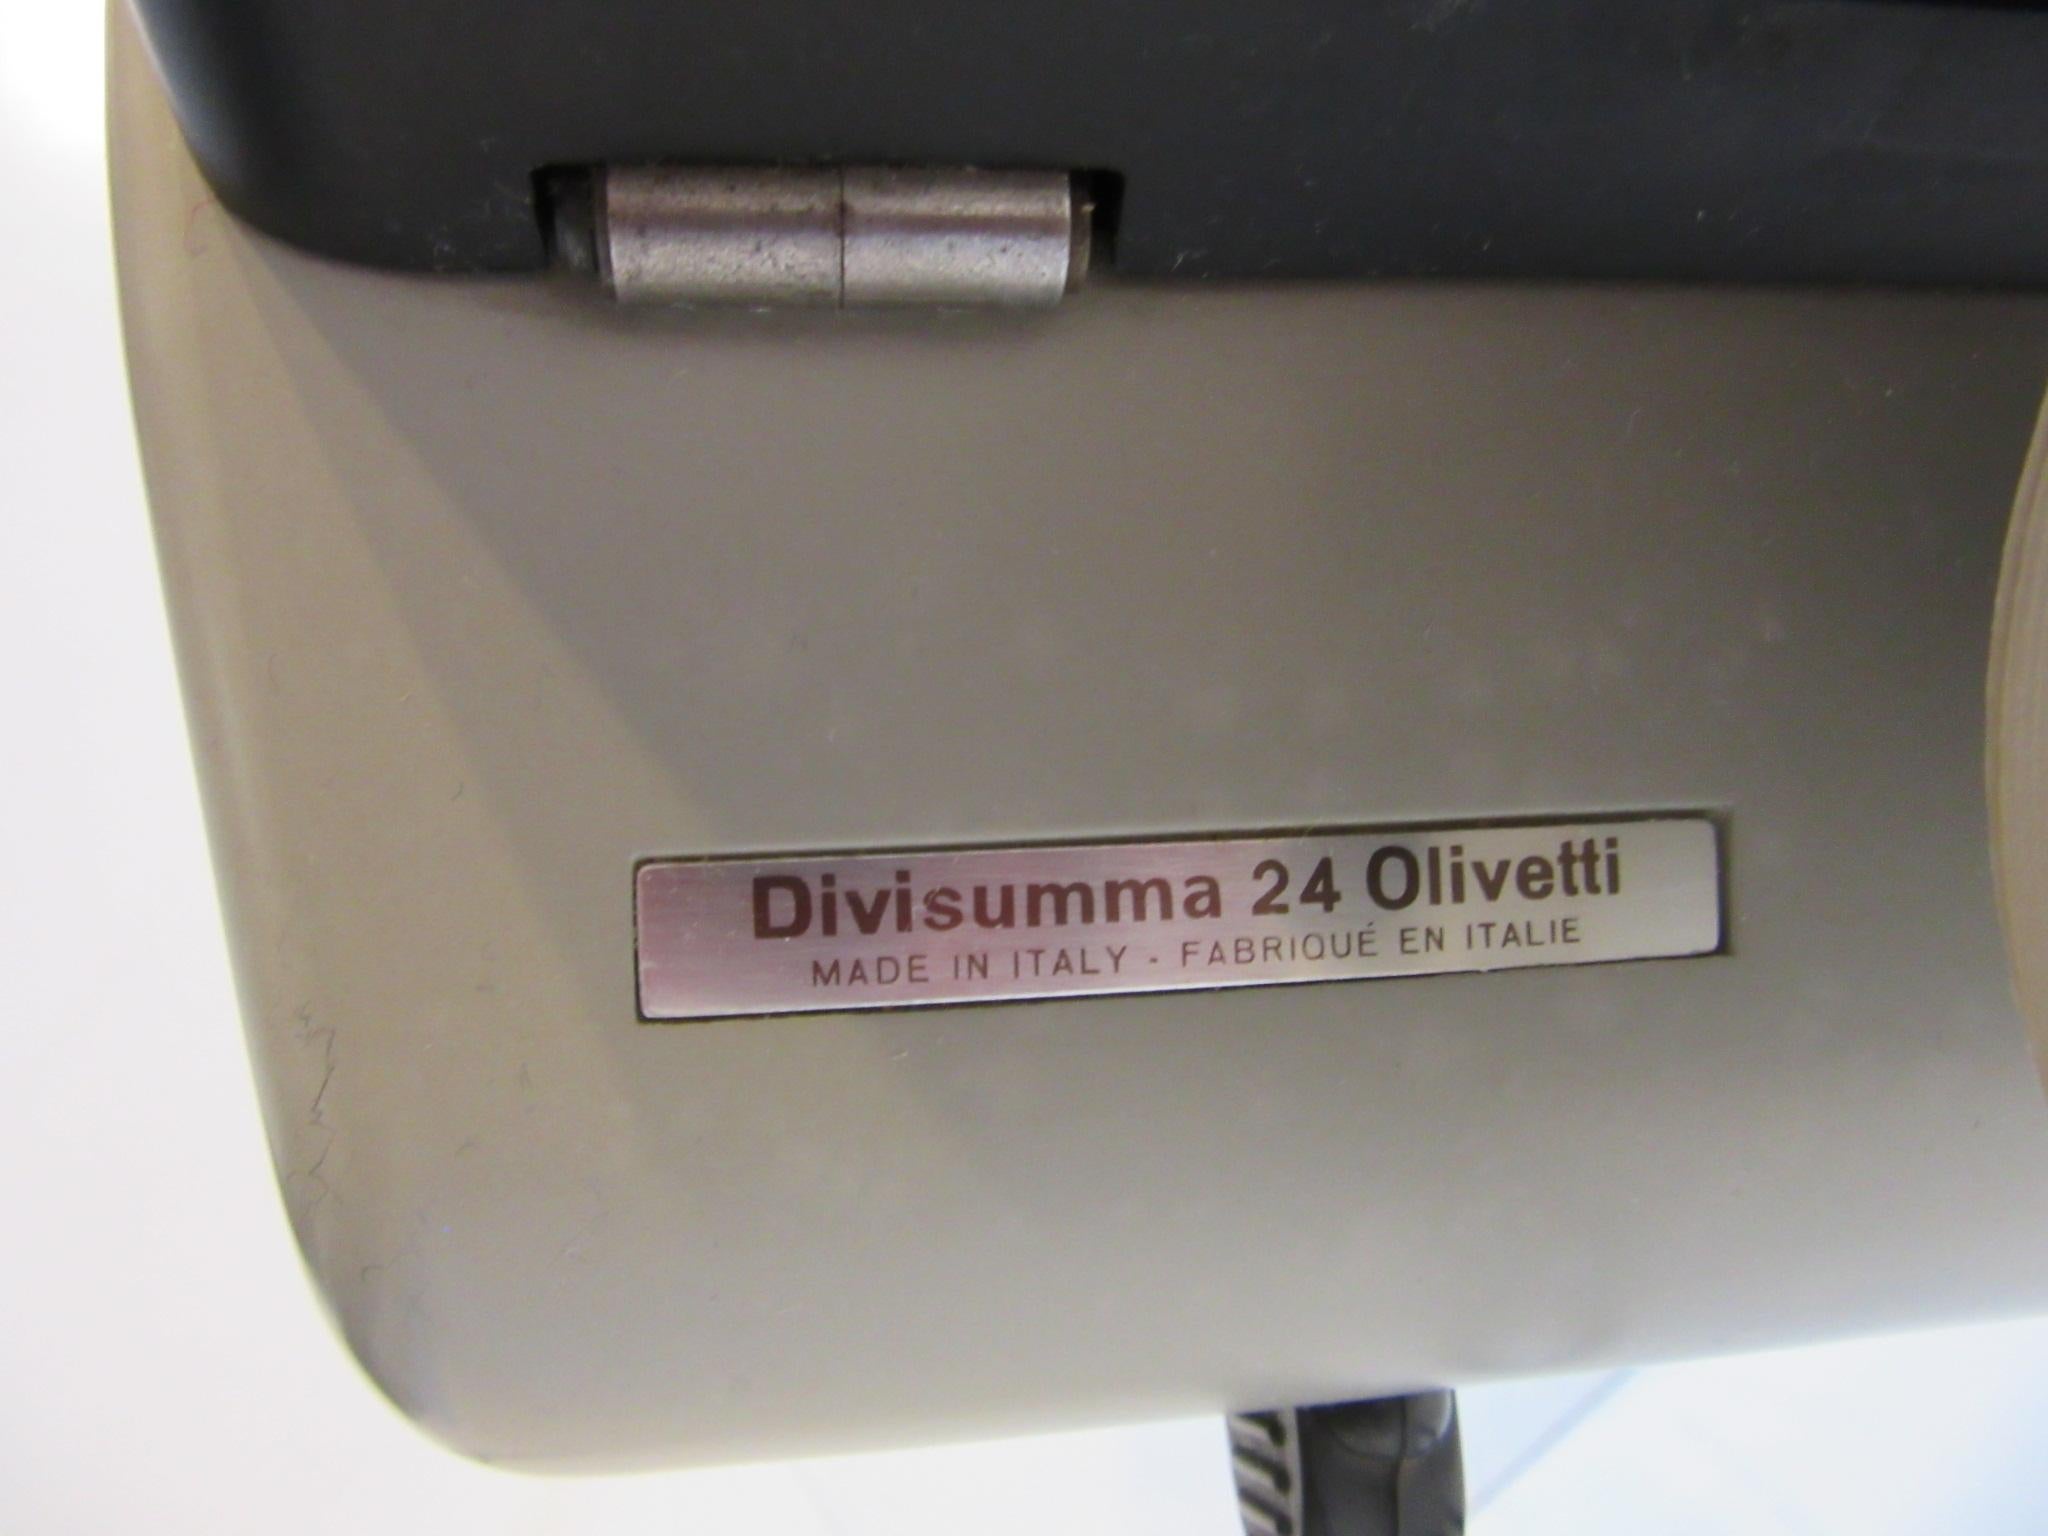 Divisumma 24 Olivetti
MADE IN ITALY - FABRIQUÉ EN ITALIE